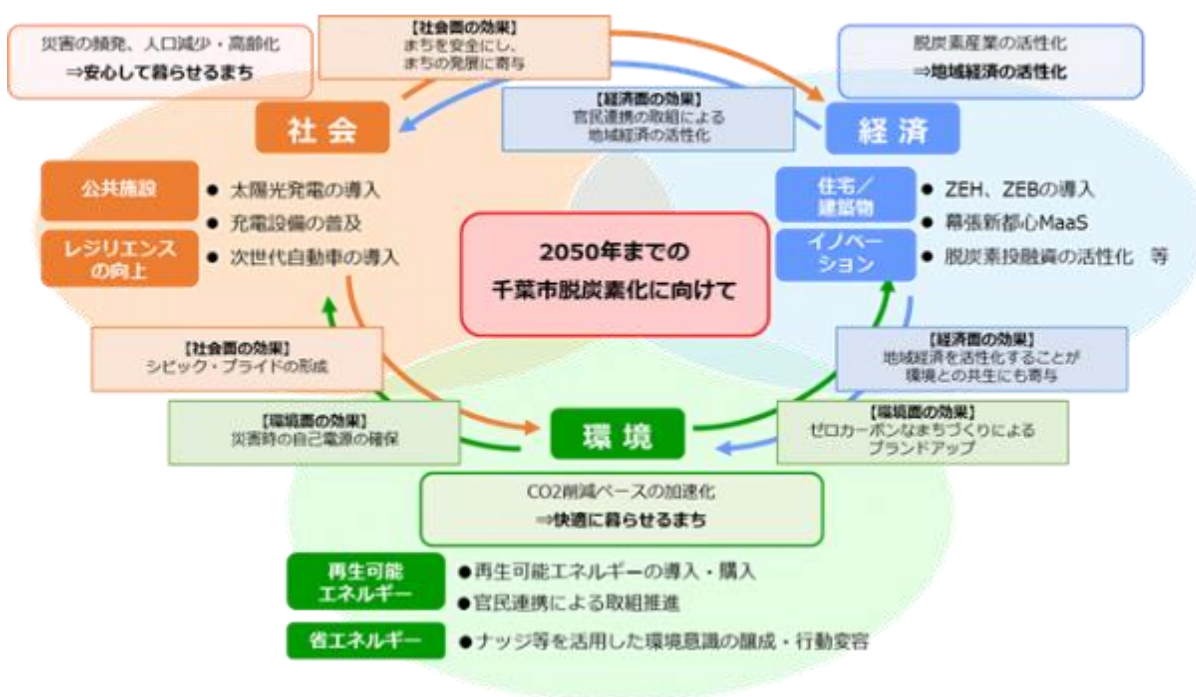 災害の頻発、人口減少・高齢化
⇒安心して暮らせるまち
【社会面の効果】
まちを安全にし、
まちの発展に寄与
脱炭素産業の活性化
⇒地域経済の活性化
【経済面の効果】
官民連携の取組による
地域経済の活性化
社会
経済
公共施設
レジリエンス
の向上
● 太陽光発電の導入
● 充電設備の普及
● 次世代自動車の導入
2050年までの
千葉市脱炭素化に向けて
住宅／
建築物
イノベー
ション
● ZEH、ZEBの導入
● 幕張新都心MaaS
● 脱炭素投融資の活性化 等
【社会面の効果】
シビック・プライドの形成
【経済面の効果】
地域経済を活性化することが
環境との共生にも寄与
【環境面の効果】
災害時の自己電源の確保
環境
【環境面の効果】
ゼロカーボンなまちづくりによる
ブランドアップ
CO2削減ペースの加速化
⇒快適に暮らせるまち
再生可能
エネルギー
●再生可能エネルギーの導入・購入
●官民連携による取組推進
省エネルギー
●ナッジ等を活用した環境意識の醸成・行動変容